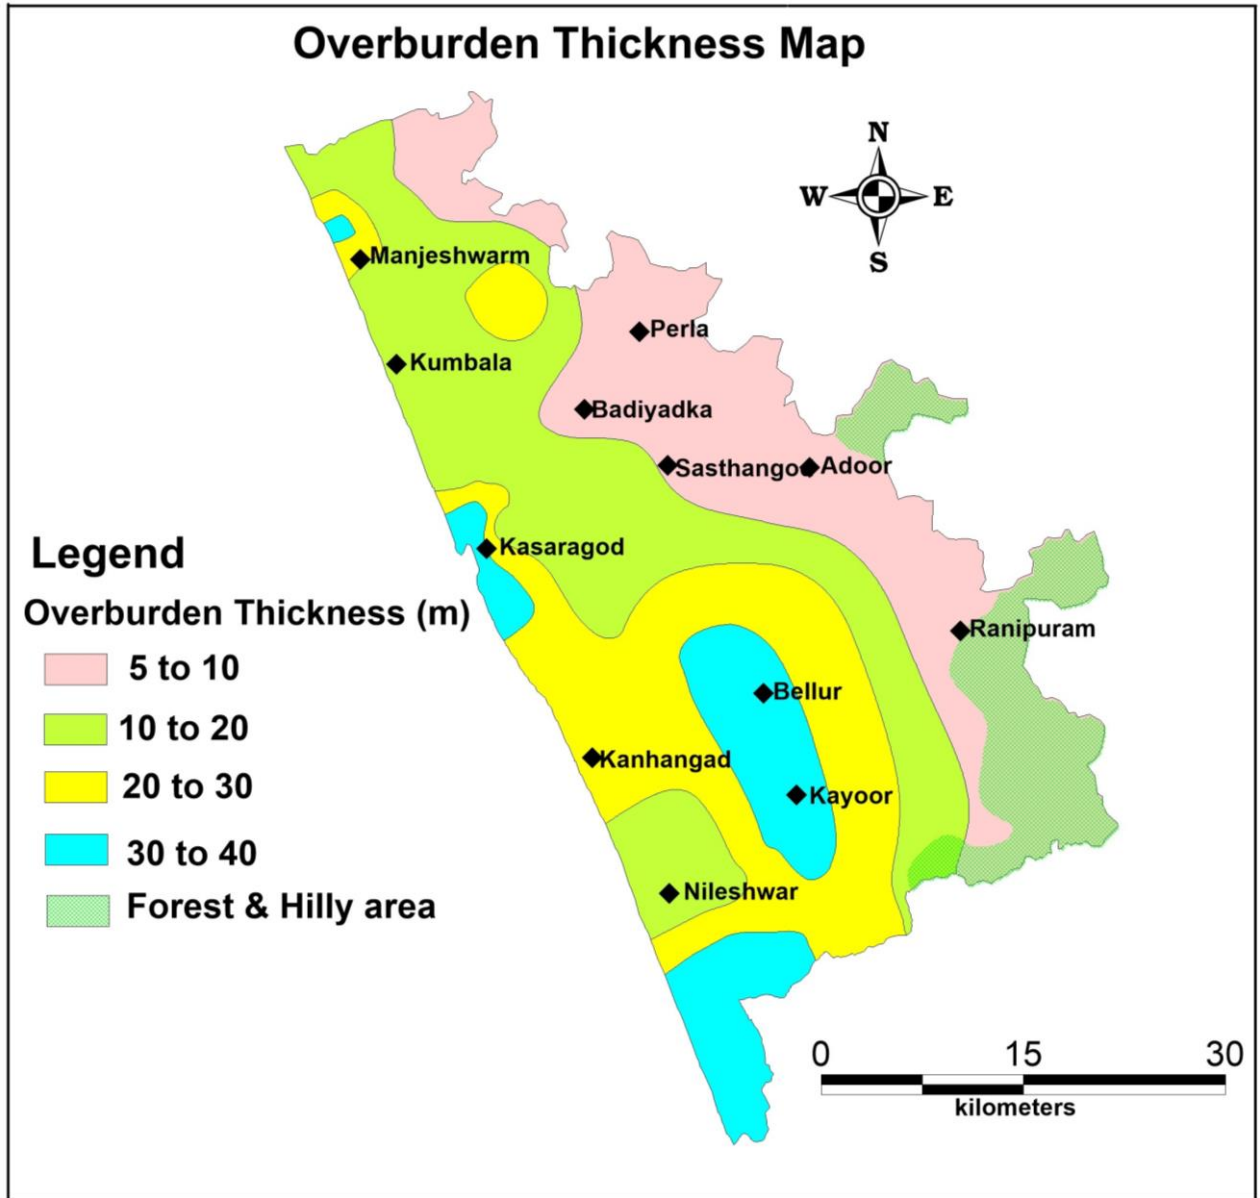 Overburden Thickness Map
N
W E
S
Manjeshwarm
Perla
Kumbala
Badiyadka
Sasthango
Adoor
Kasaragod
Ranipuram
Bellur
Kanhangad
Kayoor
Nileshwar
Legend
Overburden Thickness (m)
5 to 10
10 to 20
20 to 30
30 to 40
Forest & Hilly area
0 15 30
kilometers